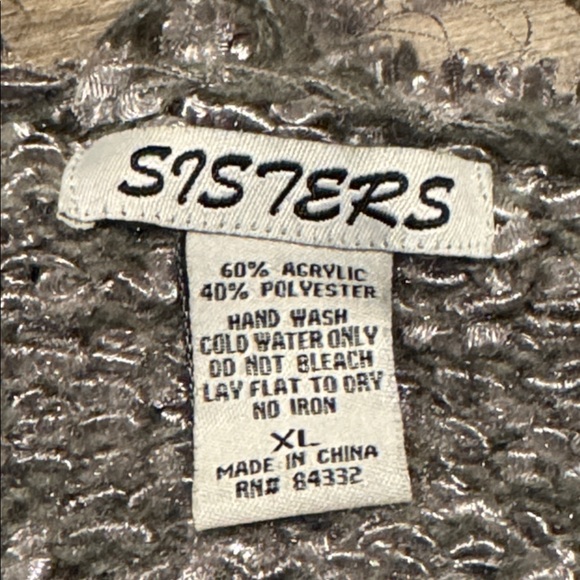 SISTERS
60% ACRYLIC
40% POLYESTER
HAND WASH
COLD WATER ONLY
DO NOT BLEACH
LAY FLAT TO DRY
NO IRON
XL
MADE IN CHINA
RN# 84332